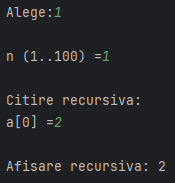 Alege:1
n (1..100) =1
Citire recursiva:
a[0] =2
Afisare recursiva: 2